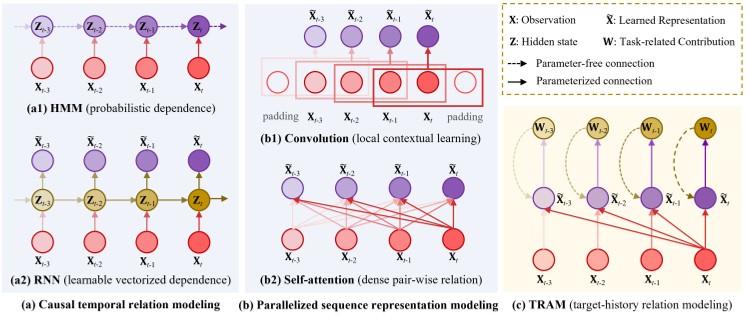 Z_{t-3} Z_{t-2} Z_{t-1} Z_t
X_{t-3} X_{t-2} X_{t-1} X_t
(a1) HMM (probabilistic dependence)
X̃_{t-3} X̃_{t-2} X̃_{t-1} X̃_t
Z_{t-3} Z_{t-2} Z_{t-1} Z_t
X_{t-3} X_{t-2} X_{t-1} X_t
(a2) RNN (learnable vectorized dependence)
(a) Causal temporal relation modeling
X̃_{t-3} X̃_{t-2} X̃_{t-1} X̃_t
padding X_{t-3} X_{t-2} X_{t-1} X_t padding
(b1) Convolution (local contextual learning)
X̃_{t-3} X̃_{t-2} X̃_{t-1} X̃_t
X_{t-3} X_{t-2} X_{t-1} X_t
(b2) Self-attention (dense pair-wise relation)
(b) Parallelized sequence representation modeling
X: Observation X̃: Learned Representation
Z: Hidden state W: Task-related Contribution
Parameter-free connection
Parameterized connection
W_{t-3} W_{t-2} W_{t-1} W_t
X̃_{t-3} X̃_{t-2} X̃_{t-1} X̃_t
X_{t-3} X_{t-2} X_{t-1} X_t
(c) TRAM (target-history relation modeling)